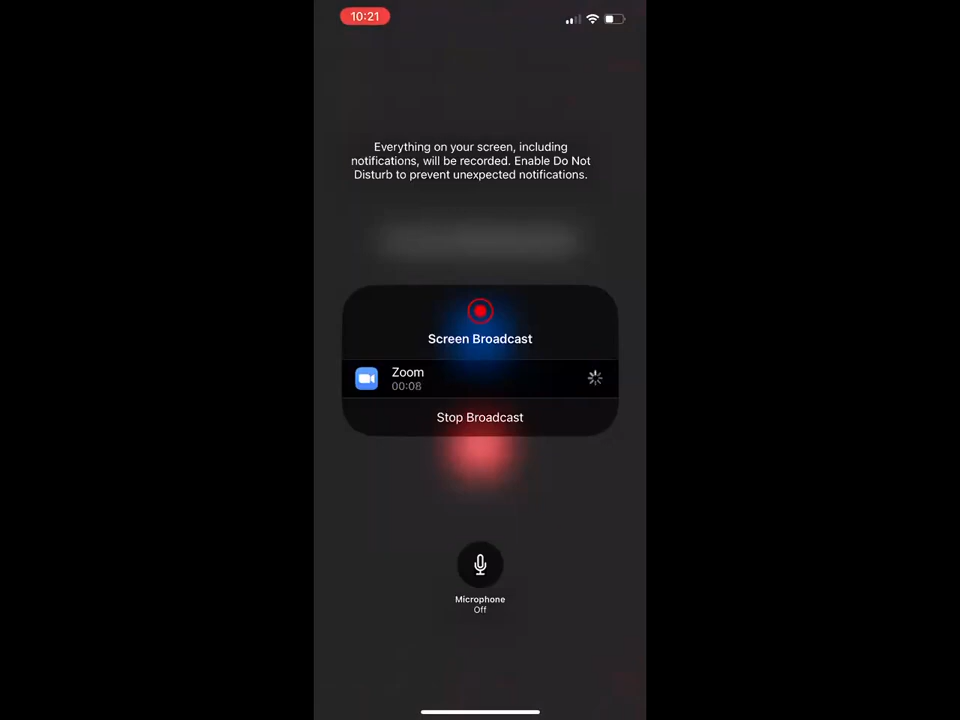 10:21
Everything on your screen, including
notifications, will be recorded. Enable Do Not
Disturb to prevent unexpected notifications.
Screen Broadcast
Zoom
00:08
Stop Broadcast
Microphone
Off